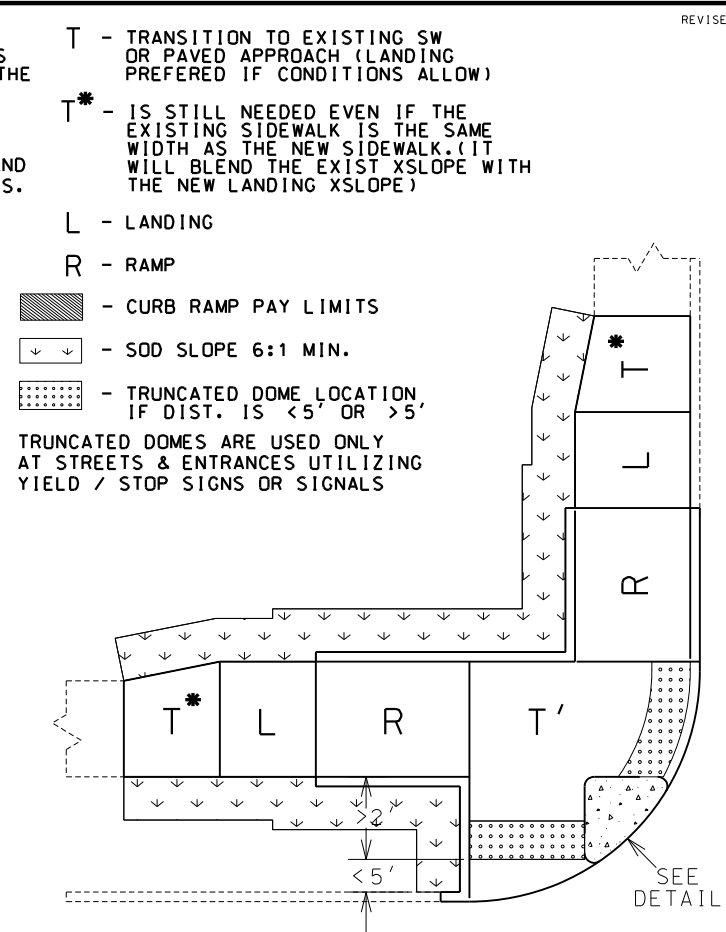 REVISE
S
THE
ND
S.
T - TRANSITION TO EXISTING SW
OR PAVED APPROACH (LANDING
PREFERED IF CONDITIONS ALLOW)
T* - IS STILL NEEDED EVEN IF THE
EXISTING SIDEWALK IS THE SAME
WIDTH AS THE NEW SIDEWALK.(IT
WILL BLEND THE EXIST XSLOPE WITH
THE NEW LANDING XSLOPE)
L - LANDING
R - RAMP
- CURB RAMP PAY LIMITS
- SOD SLOPE 6:1 MIN.
- TRUNCATED DOME LOCATION
IF DIST. IS <5' OR >5'
TRUNCATED DOMES ARE USED ONLY
AT STREETS & ENTRANCES UTILIZING
YIELD / STOP SIGNS OR SIGNALS
T*
L
R
T*
L
R
T'
>2'
<5'
SEE
DETAIL